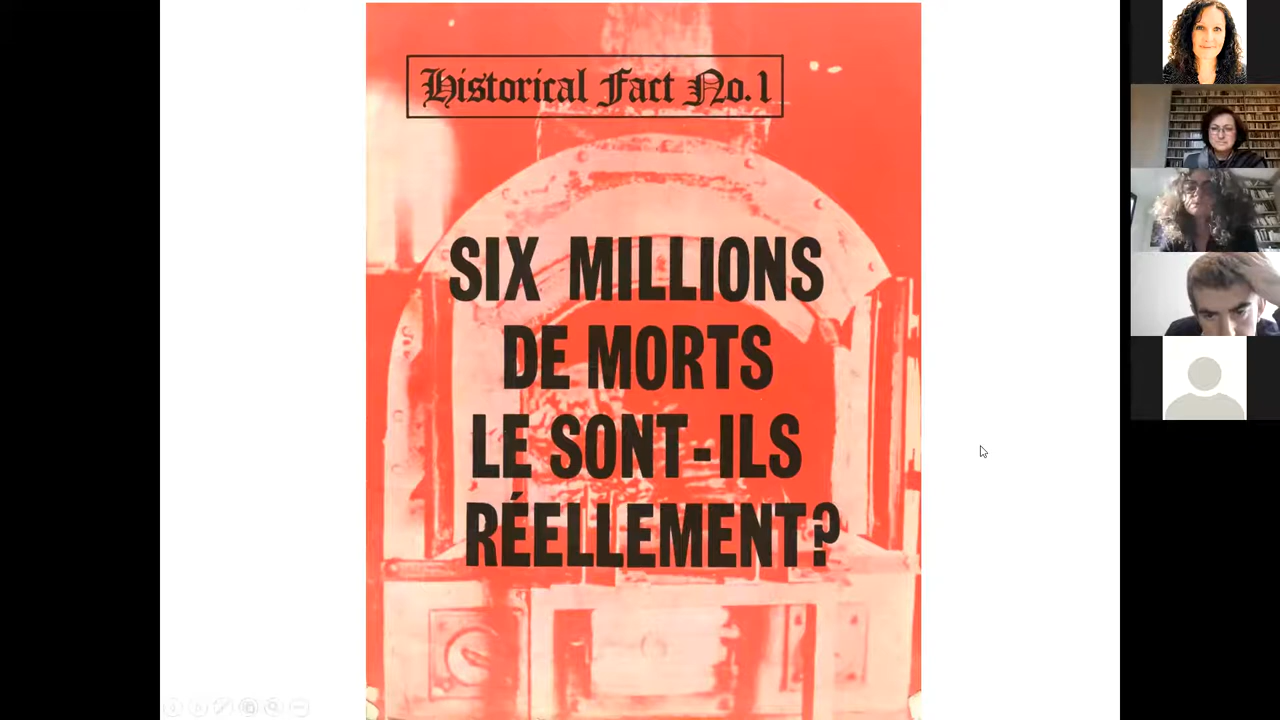 Historical Fact No. 1
SIX MILLIONS
DE MORTS
LE SONT-ILS
RÉELLEMENT?